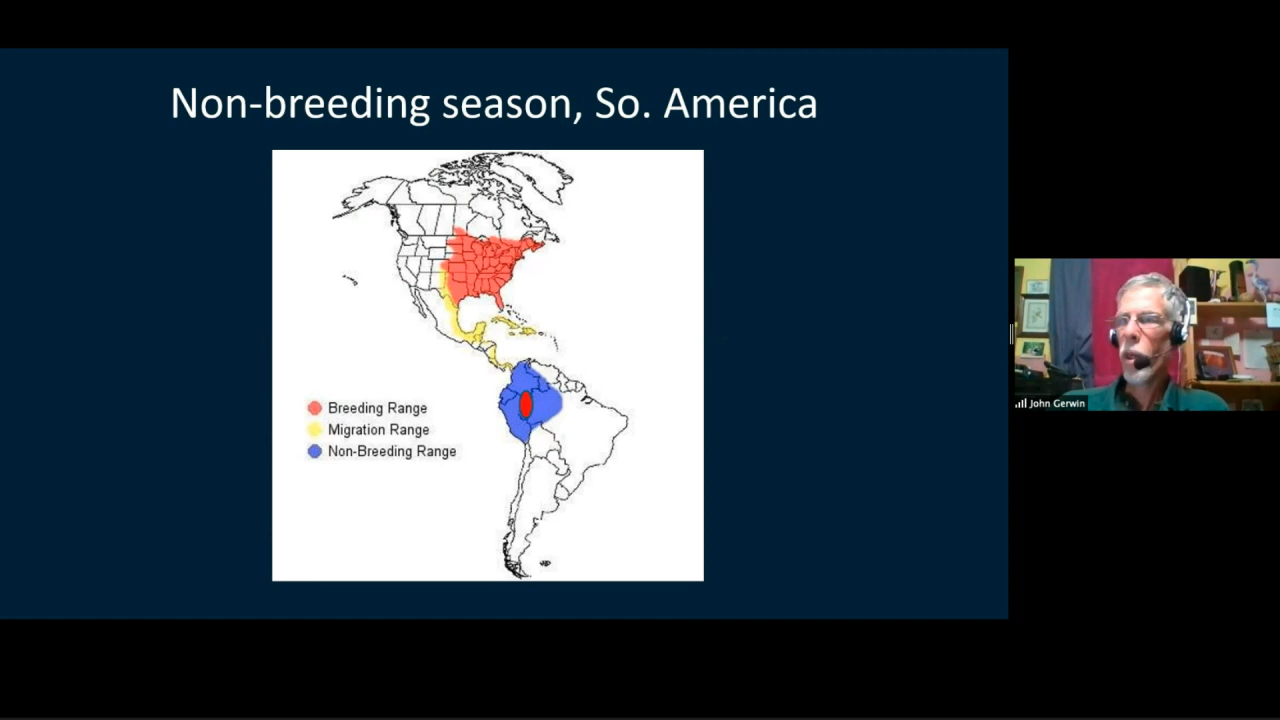 Non-breeding season, So. America
Breeding Range
Migration Range
Non-Breeding Range
John Gerwin